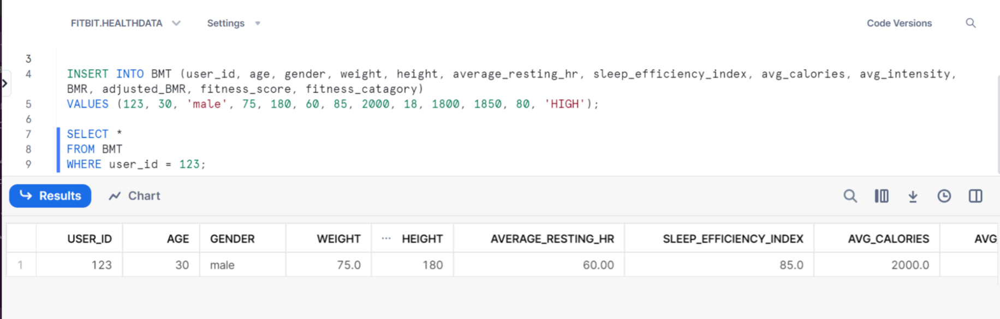 FITBIT.HEALTHDATA Settings Code Versions
3
4 INSERT INTO BMT (user_id, age, gender, weight, height, average_resting_hr, sleep_efficiency_index, avg_calories, avg_intensity,
BMR, adjusted_BMR, fitness_score, fitness_catagory)
5 VALUES (123, 30, 'male', 75, 180, 60, 85, 2000, 18, 1800, 1850, 80, 'HIGH');
6
7 SELECT *
8 FROM BMT
9 WHERE user_id = 123;
Results Chart
USER_ID AGE GENDER WEIGHT ... HEIGHT AVERAGE_RESTING_HR SLEEP_EFFICIENCY_INDEX AVG_CALORIES AVG
1 123 30 male 75.0 180 60.00 85.0 2000.0